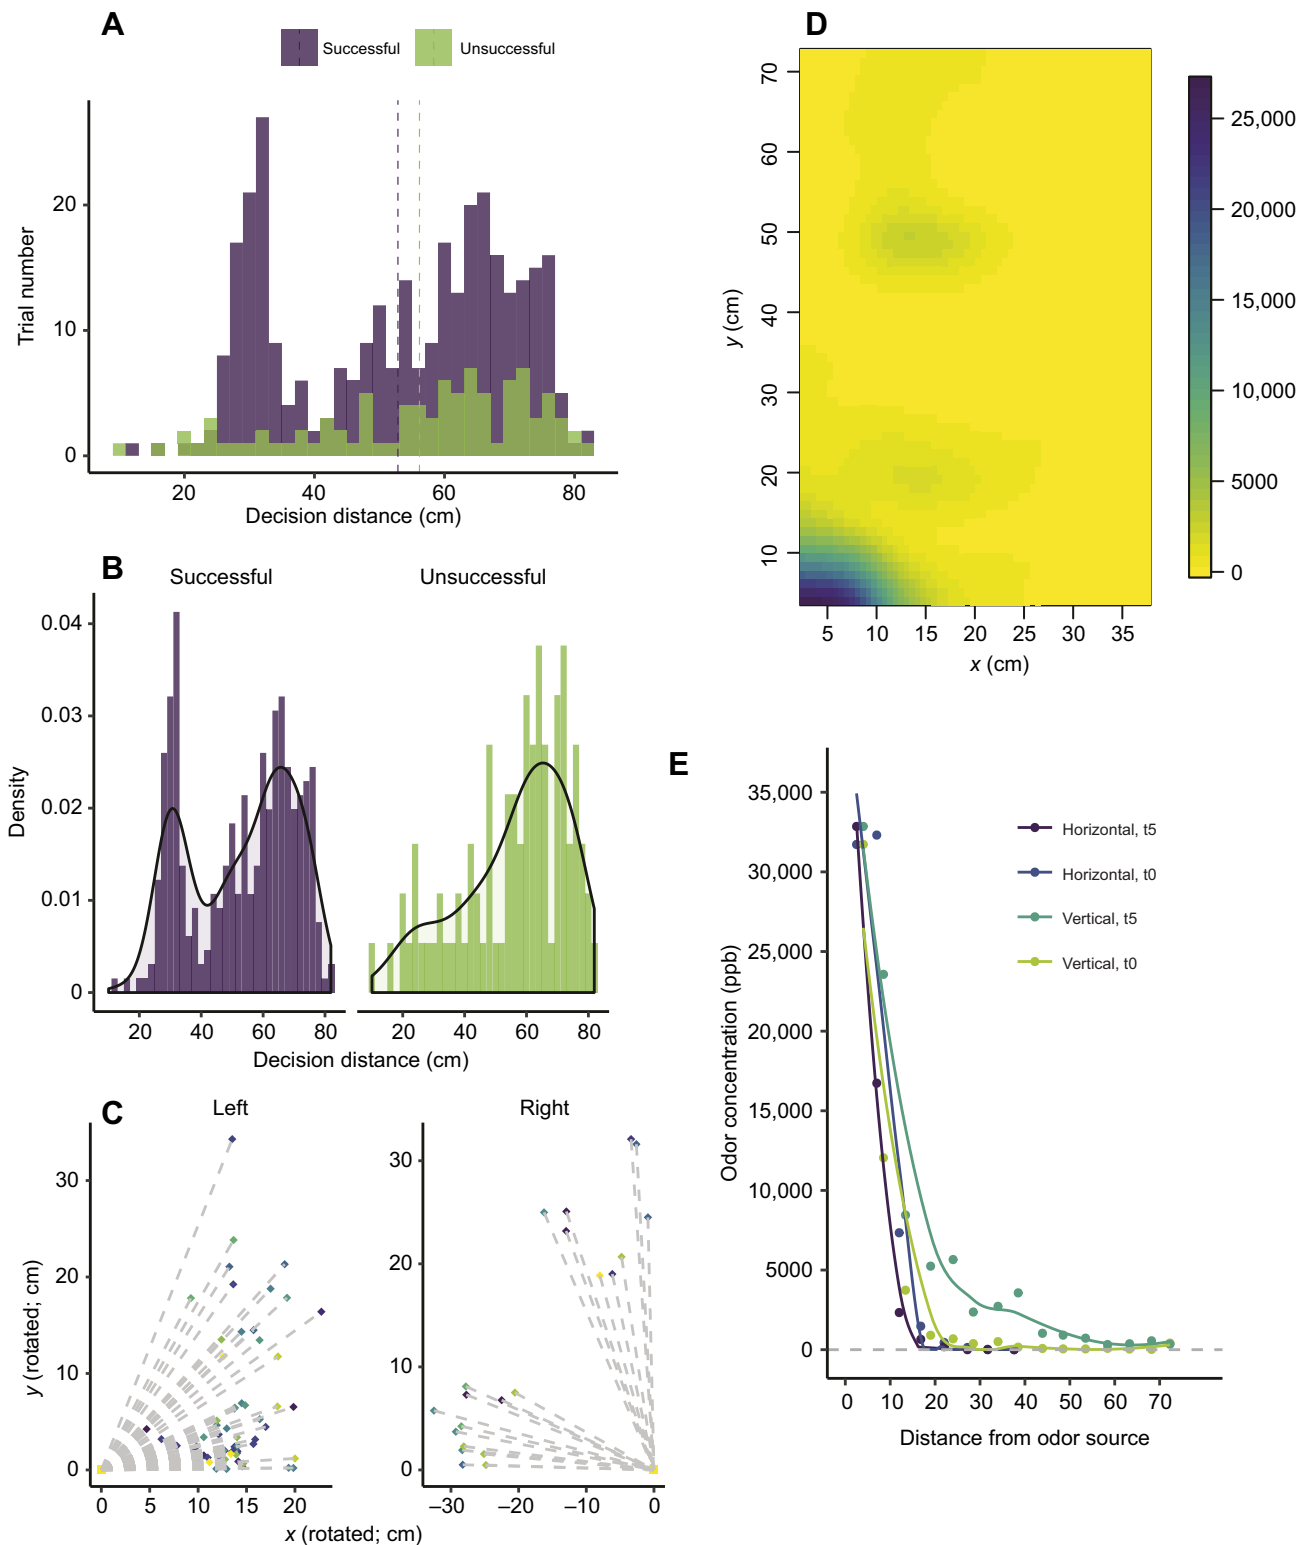 A
Successful
Unsuccessful
20
10
0
Trial number
20
40
60
80
Decision distance (cm)
B
Successful
Unsuccessful
0.04
0.03
0.02
0.01
0
Density
20
40
60
80
20
40
60
80
Decision distance (cm)
C
Left
Right
30
20
10
0
y (rotated; cm)
0
5
10
15
20
30
20
10
0
–30
–20
–10
0
x (rotated; cm)
D
70
60
50
40
30
20
10
y (cm)
5
10
15
20
25
30
35
x (cm)
25,000
20,000
15,000
10,000
5000
0
E
35,000
30,000
25,000
20,000
15,000
10,000
5000
0
Odor concentration (ppb)
Horizontal, t5
Horizontal, t0
Vertical, t5
Vertical, t0
0
10
20
30
40
50
60
70
Distance from odor source